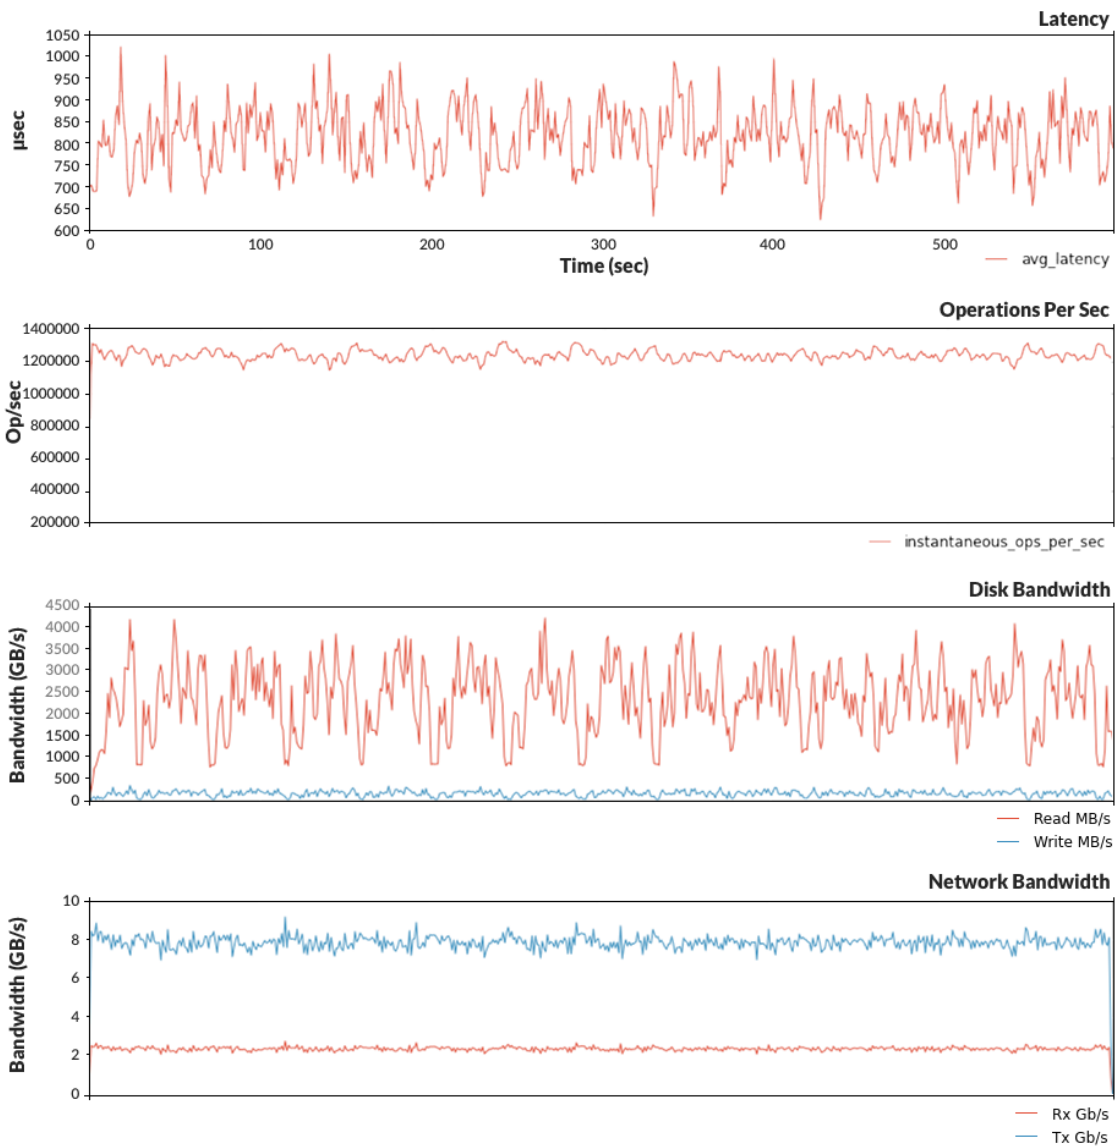 Latency
1050
1000
950
900
850
800
750
700
650
600
µsec
0 100 200 300 400 500
Time (sec)
avg_latency
Operations Per Sec
1400000
1200000
1000000
800000
600000
400000
200000
Op/sec
instantaneous_ops_per_sec
Disk Bandwidth
4500
4000
3500
3000
2500
2000
1500
1000
500
0
Bandwidth (GB/s)
Read MB/s
Write MB/s
Network Bandwidth
10
8
6
4
2
0
Bandwidth (GB/s)
Rx Gb/s
Tx Gb/s